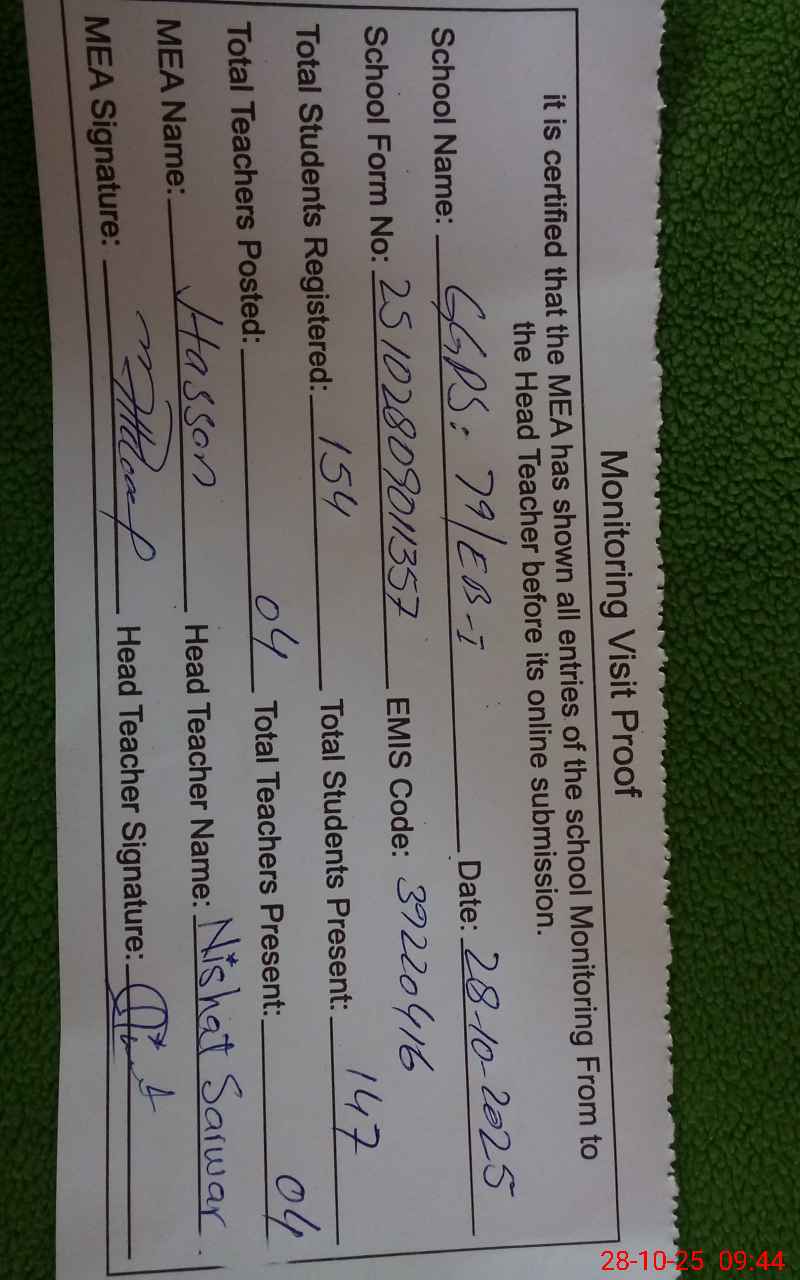 Monitoring Visit Proof
it is certified that the MEA has shown all entries of the school Monitoring From to
the Head Teacher before its online submission.
School Name: GGPS: 79/EB-I Date: 28-10-2025
School Form No: 25102809011357 EMIS Code: 39220416
Total Students Registered: 154 Total Students Present: 147
Total Teachers Posted: 04 Total Teachers Present: 04
MEA Name: Hasson Head Teacher Name: Nishat Sarwar.
MEA Signature: Head Teacher Signature:
28-10-25 09:44